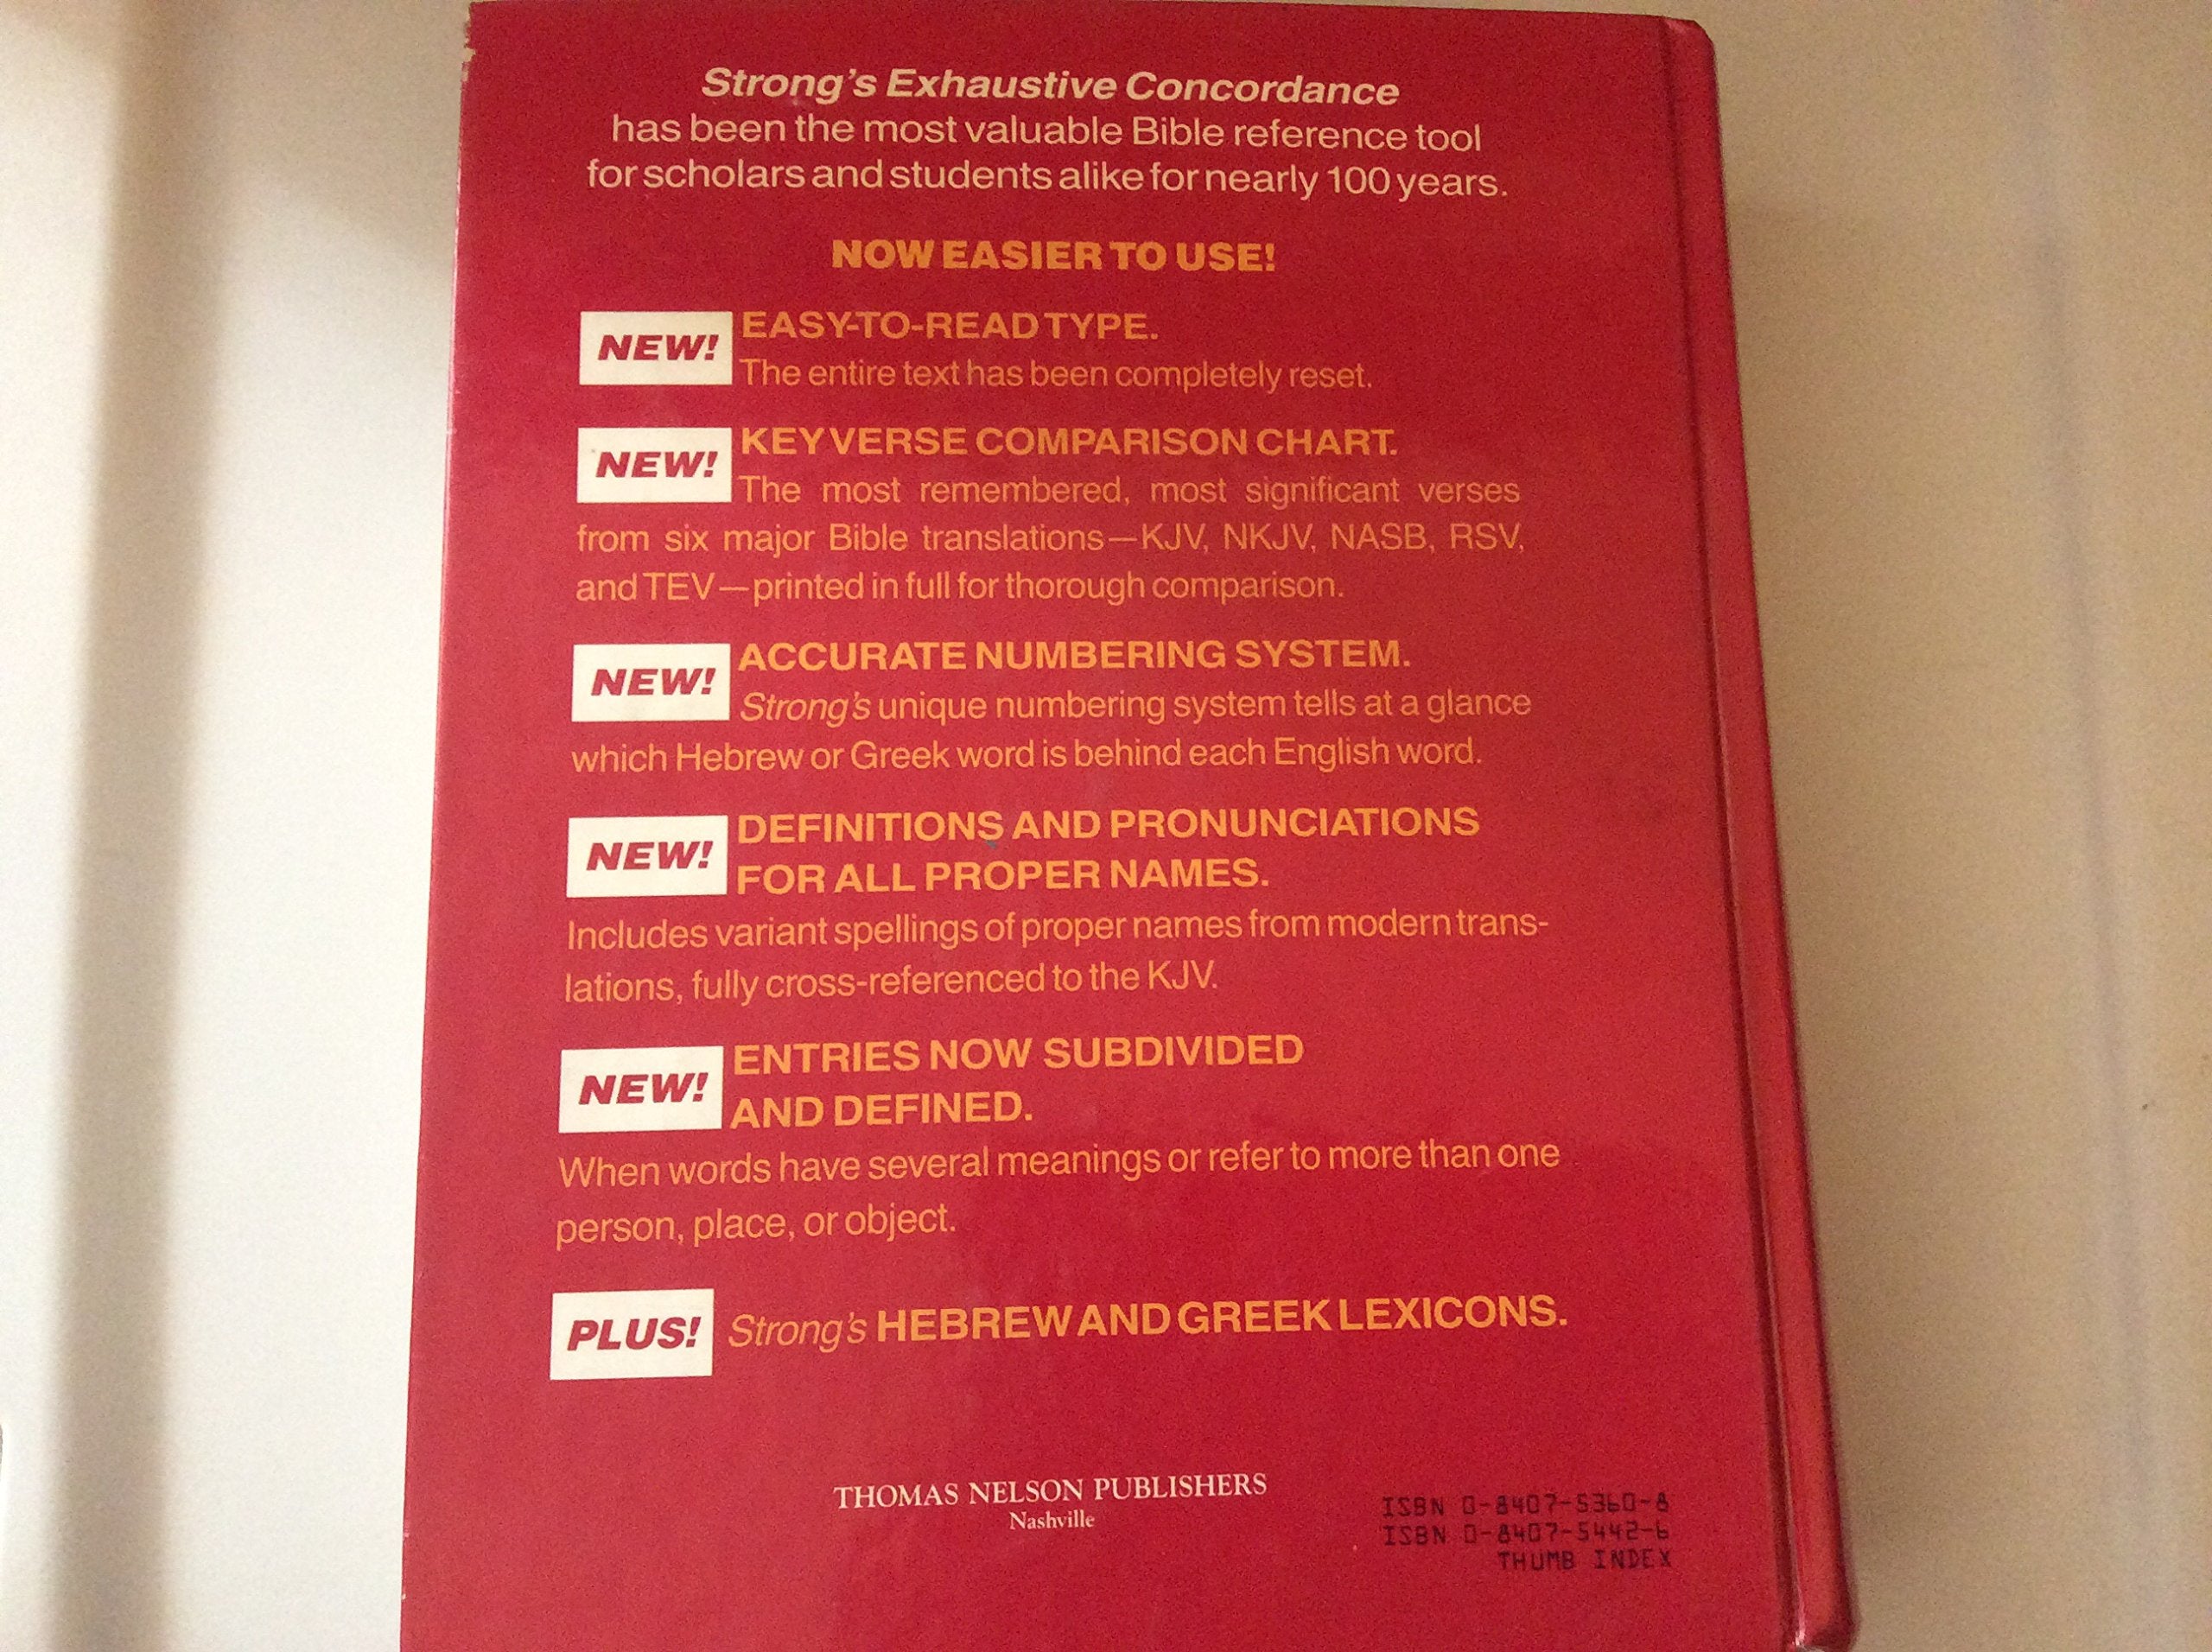 Strong's Exhaustive Concordance
has been the most valuable Bible reference tool
for scholars and students alike for nearly 100 years.
NOW EASIER TO USE!
NEW! EASY-TO-READ TYPE.
The entire text has been completely reset.
NEW! KEY VERSE COMPARISON CHART.
The most remembered, most significant verses
from six major Bible translations—KJV, NKJV, NASB, RSV,
and TEV—printed in full for thorough comparison.
NEW! ACCURATE NUMBERING SYSTEM.
Strong's unique numbering system tells at a glance
which Hebrew or Greek word is behind each English word.
NEW! DEFINITIONS AND PRONUNCIATIONS
FOR ALL PROPER NAMES.
Includes variant spellings of proper names from modern trans-
lations, fully cross-referenced to the KJV.
NEW! ENTRIES NOW SUBDIVIDED
AND DEFINED.
When words have several meanings or refer to more than one
person, place, or object.
PLUS! Strong's HEBREW AND GREEK LEXICONS.
THOMAS NELSON PUBLISHERS
Nashville
ISBN 0-8407-5360-8
ISBN 0-8407-5442-6
THUMB INDEX